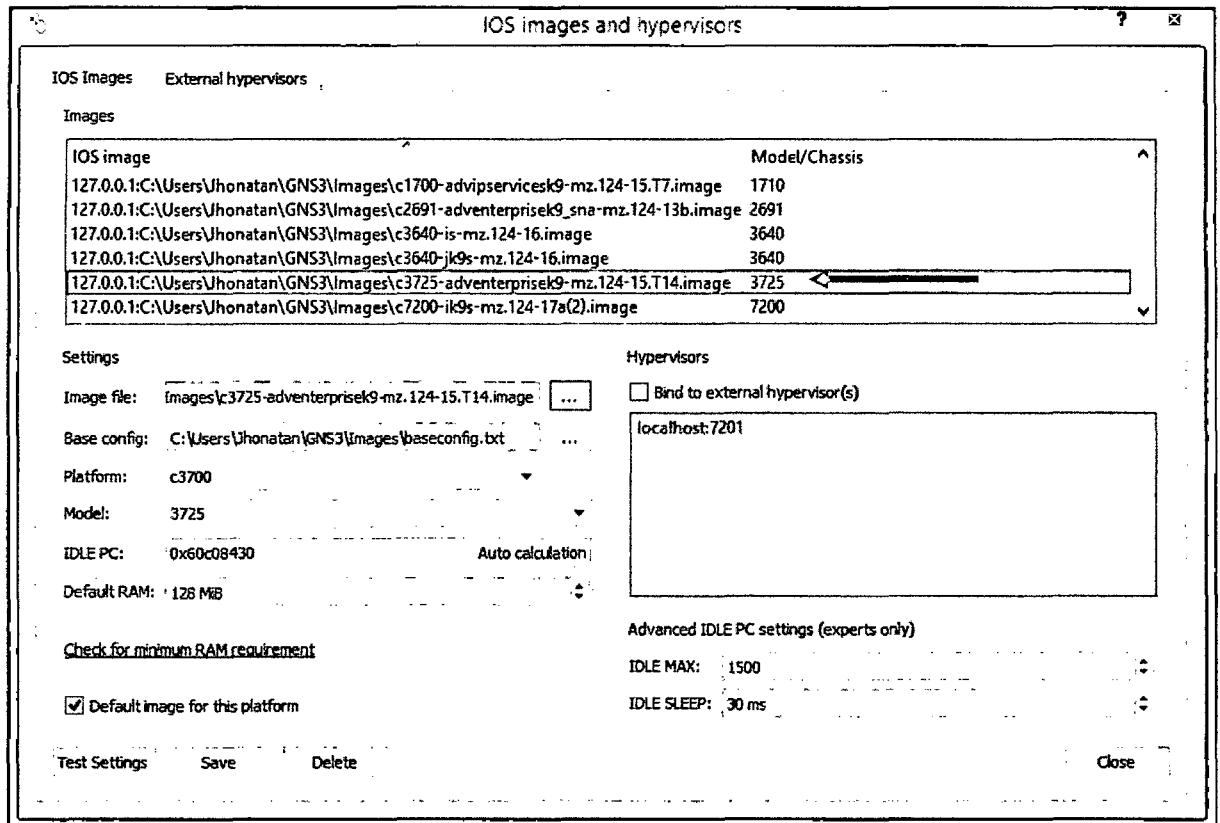 IOS images and hypervisors ?
IOS Images External hypervisors
Images
IOS image Model/Chassis
127.0.0.1:C:\Users\Jhonatan\GNS3\Images\c1700-advipservicesk9-mz.124-15.T7.image 1710
127.0.0.1:C:\Users\Jhonatan\GNS3\Images\c2691-adventerprisek9_sna-mz.124-13b.image 2691
127.0.0.1:C:\Users\Jhonatan\GNS3\Images\c3640-is-mz.124-16.image 3640
127.0.0.1:C:\Users\Jhonatan\GNS3\Images\c3640-jk9s-mz.124-16.image 3640
127.0.0.1:C:\Users\Jhonatan\GNS3\Images\c3725-adventerprisek9-mz.124-15.T14.image 3725
127.0.0.1:C:\Users\Jhonatan\GNS3\Images\c7200-ik9s-mz.124-17a(2).image 7200
Settings
Image file: Images\c3725-adventerprisek9-mz.124-15.T14.image ...
Base config: C:\Users\Jhonatan\GNS3\Images\baseconfig.txt ...
Platform: c3700
Model: 3725
IDLE PC: 0x60c08430 Auto calculation
Default RAM: 128 MiB
Check for minimum RAM requirement
Default image for this platform
Hypervisors
Bind to external hypervisor(s)
localhost:7201
Advanced IDLE PC settings (experts only)
IDLE MAX: 1500
IDLE SLEEP: 30 ms
Test Settings Save Delete Close